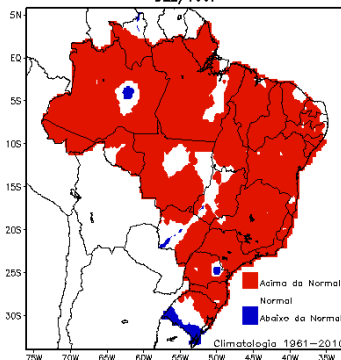 5N
EQ
5S
10S
15S
20S
25S
30S
Acima da Normal
Normal
Abaixo da Normal
Climatologia 1961-2010
75W 70W 65W 60W 55W 50W 45W 40W 35W